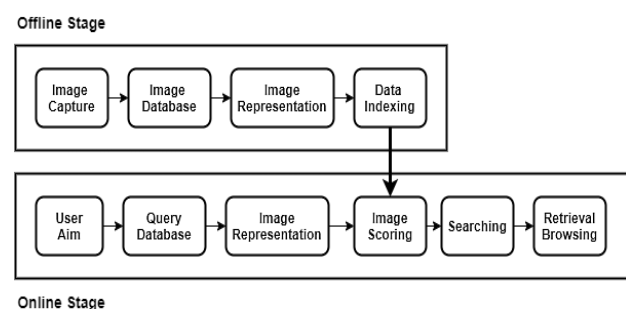 Offline Stage
Image
Capture
Image
Database
Image
Representation
Data
Indexing
User
Aim
Query
Database
Image
Representation
Image
Scoring
Searching
Retrieval
Browsing
Online Stage